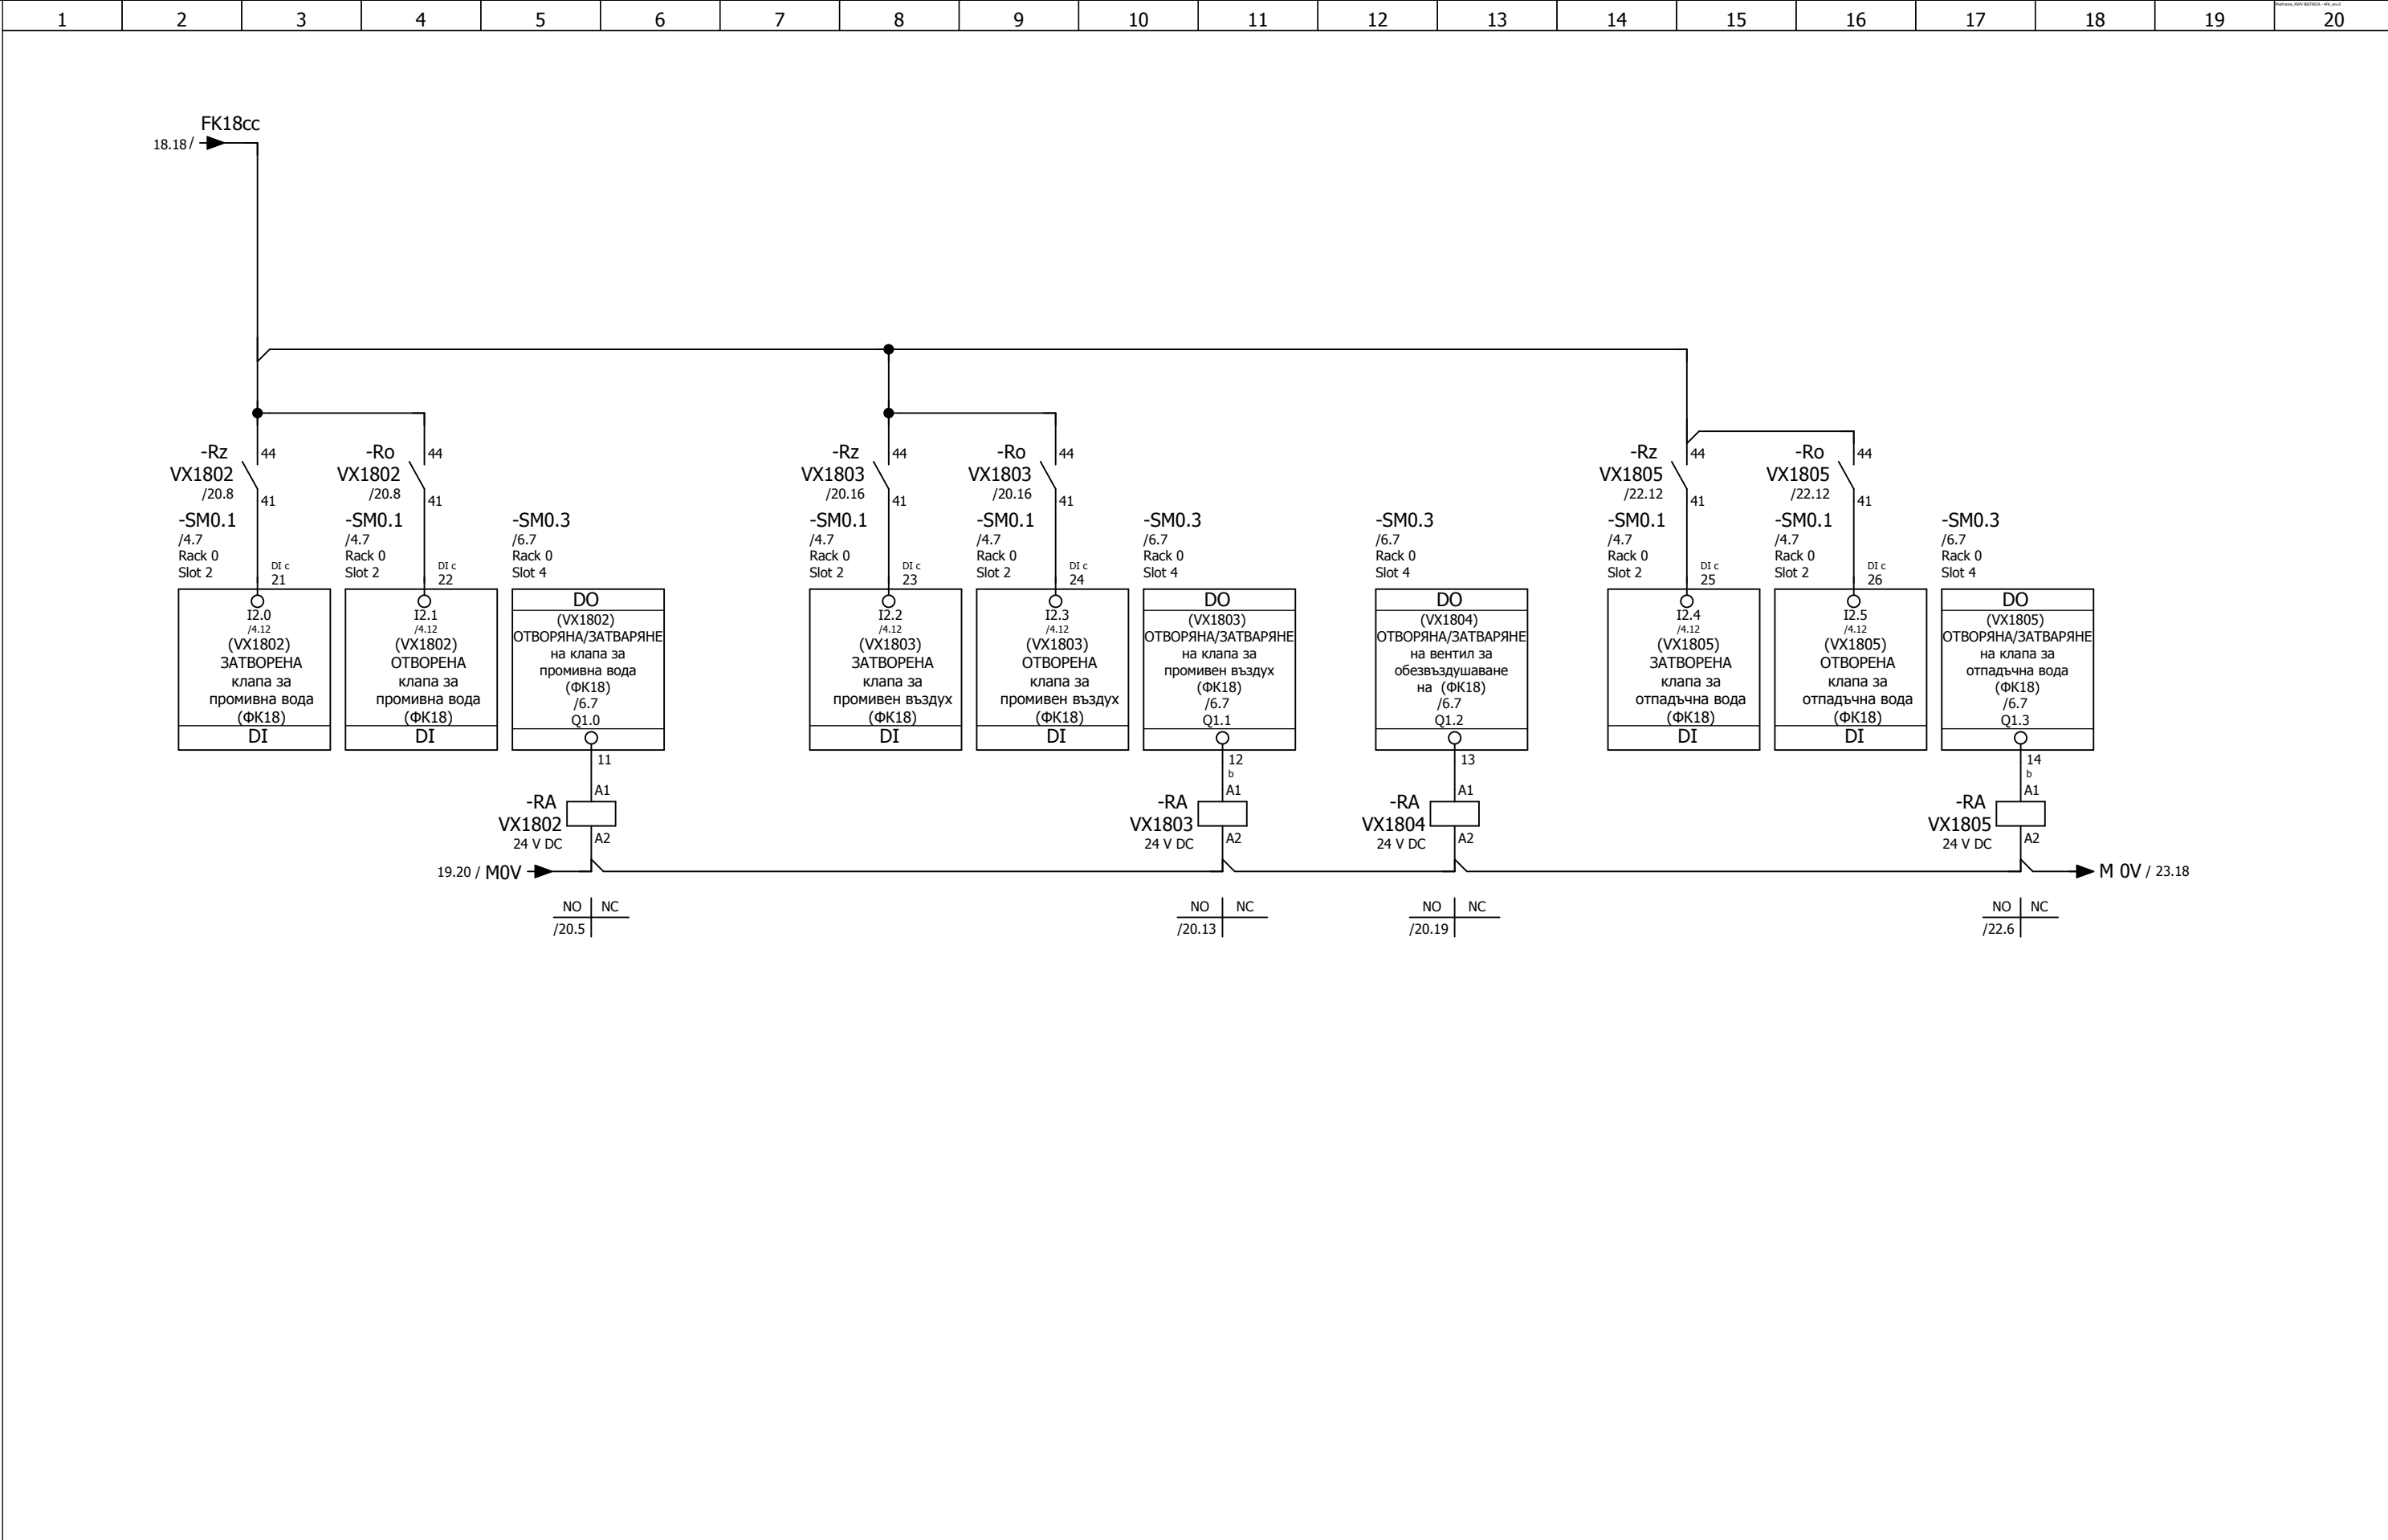 1 2 3 4 5 6 7 8 9 10 11 12 13 14 15 16 17 18 19 20
FK18cc
18.18 /
-Rz 44
VX1802
/20.8
41
-SM0.1
/4.7
Rack 0
Slot 2
DI c
21
I2.0
/4.12
(VX1802)
ЗАТВОРЕНА
клапа за
промивна вода
(ФК18)
DI
-Ro 44
VX1802
/20.8
41
-SM0.1
/4.7
Rack 0
Slot 2
DI c
22
I2.1
/4.12
(VX1802)
ОТВОРЕНА
клапа за
промивна вода
(ФК18)
DI
-SM0.3
/6.7
Rack 0
Slot 4
DO
(VX1802)
ОТВОРЯНА/ЗАТВАРЯНЕ
на клапа за
промивна вода
(ФК18)
/6.7
Q1.0
11
A1
-RA
VX1802
24 V DC
A2
19.20 / M0V
NO NC
/20.5
-Rz 44
VX1803
/20.16
41
-SM0.1
/4.7
Rack 0
Slot 2
DI c
23
I2.2
/4.12
(VX1803)
ЗАТВОРЕНА
клапа за
промивен въздух
(ФК18)
DI
-Ro 44
VX1803
/20.16
41
-SM0.1
/4.7
Rack 0
Slot 2
DI c
24
I2.3
/4.12
(VX1803)
ОТВОРЕНА
клапа за
промивен въздух
(ФК18)
DI
-SM0.3
/6.7
Rack 0
Slot 4
DO
(VX1803)
ОТВОРЯНА/ЗАТВАРЯНЕ
на клапа за
промивен въздух
(ФК18)
/6.7
Q1.1
12
b
A1
-RA
VX1803
24 V DC
A2
NO NC
/20.13
-SM0.3
/6.7
Rack 0
Slot 4
DO
(VX1804)
ОТВОРЯНА/ЗАТВАРЯНЕ
на вентил за
обезвъздушаване
на (ФК18)
/6.7
Q1.2
13
A1
-RA
VX1804
24 V DC
A2
NO NC
/20.19
-Rz 44
VX1805
/22.12
41
-SM0.1
/4.7
Rack 0
Slot 2
DI c
25
I2.4
/4.12
(VX1805)
ЗАТВОРЕНА
клапа за
отпадъчна вода
(ФК18)
DI
-Ro 44
VX1805
/22.12
41
-SM0.1
/4.7
Rack 0
Slot 2
DI c
26
I2.5
/4.12
(VX1805)
ОТВОРЕНА
клапа за
отпадъчна вода
(ФК18)
DI
-SM0.3
/6.7
Rack 0
Slot 4
DO
(VX1805)
ОТВОРЯНА/ЗАТВАРЯНЕ
на клапа за
отпадъчна вода
(ФК18)
/6.7
Q1.3
14
b
A1
-RA
VX1805
24 V DC
A2
M 0V / 23.18
NO NC
/22.6